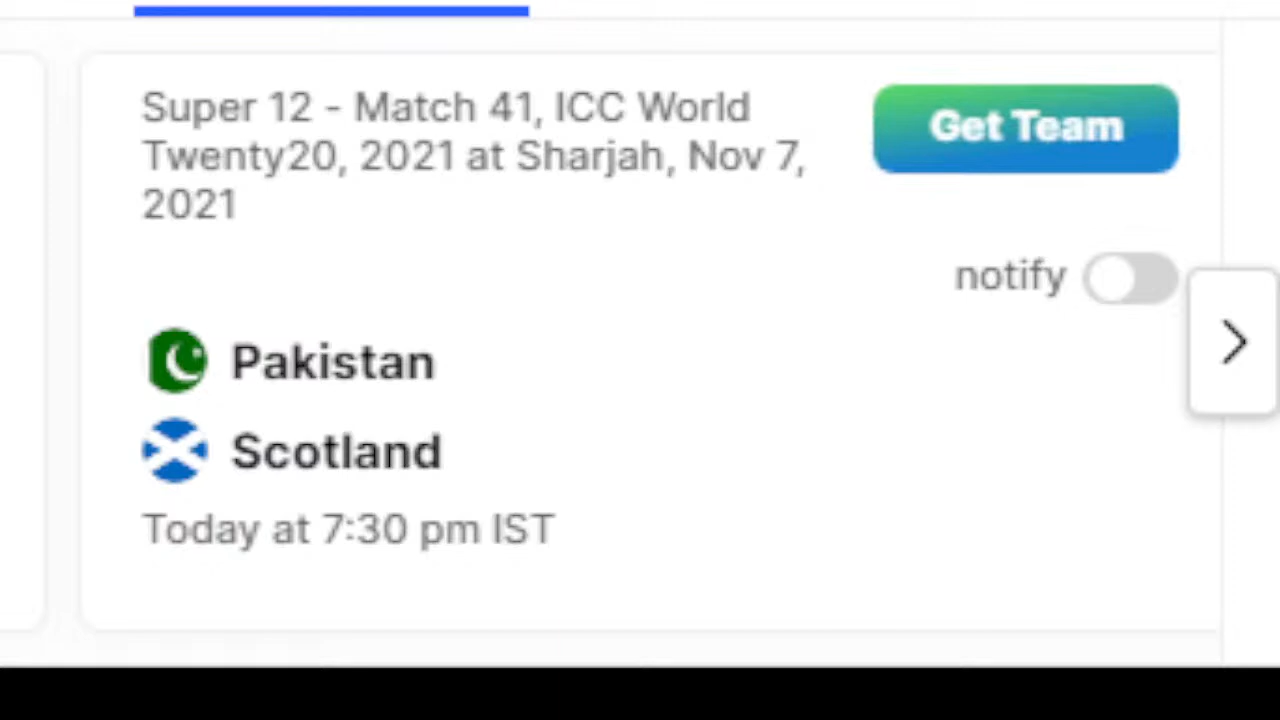 Super 12 - Match 41, ICC World
Twenty20, 2021 at Sharjah, Nov 7,
2021
Get Team
notify
Pakistan
Scotland
Today at 7:30 pm IST